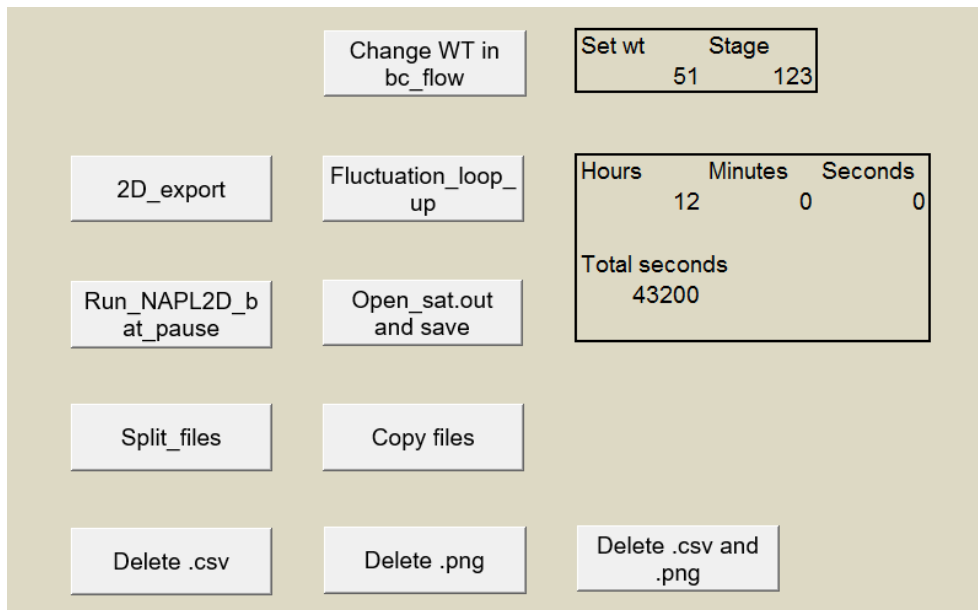 Change WT in
bc_flow
Set wt Stage
51 123
2D_export
Fluctuation_loop_
up
Hours Minutes Seconds
12 0 0
Total seconds
43200
Run_NAPL2D_b
at_pause
Open_sat.out
and save
Split_files
Copy files
Delete .csv
Delete .png
Delete .csv and
.png